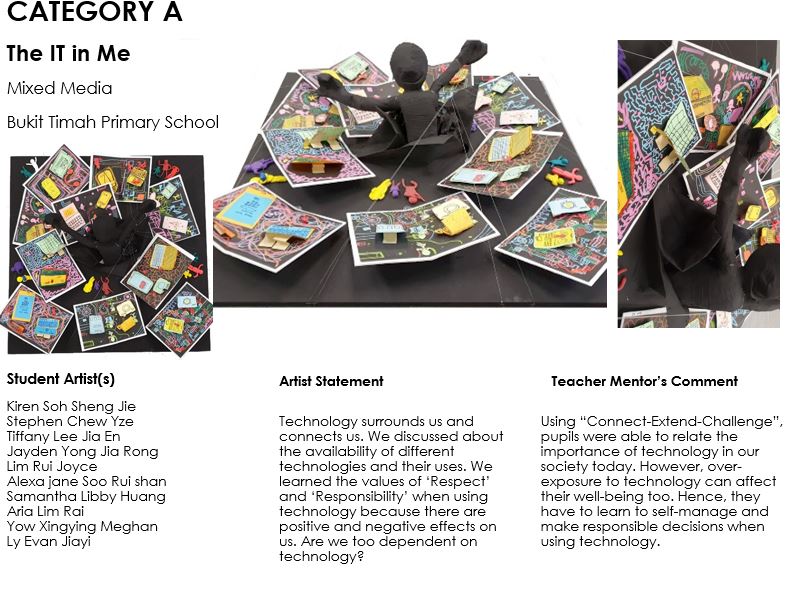 CATEGORY A
The IT in Me
Mixed Media
Bukit Timah Primary School
Student Artist(s)
Kiren Soh Sheng Jie
Stephen Chew Yze
Tiffany Lee Jia En
Jayden Yong Jia Rong
Lim Rui Joyce
Alexa jane Soo Rui shan
Samantha Libby Huang
Aria Lim Rai
Yow Xingying Meghan
Ly Evan Jiayi
Artist Statement
Technology surrounds us and
connects us. We discussed about
the availability of different
technologies and their uses. We
learned the values of ‘Respect’
and ‘Responsibility’ when using
technology because there are
positive and negative effects on
us. Are we too dependent on
technology?
Teacher Mentor’s Comment
Using “Connect-Extend-Challenge”,
pupils were able to relate the
importance of technology in our
society today. However, over-
exposure to technology can affect
their well-being too. Hence, they
have to learn to self-manage and
make responsible decisions when
using technology.